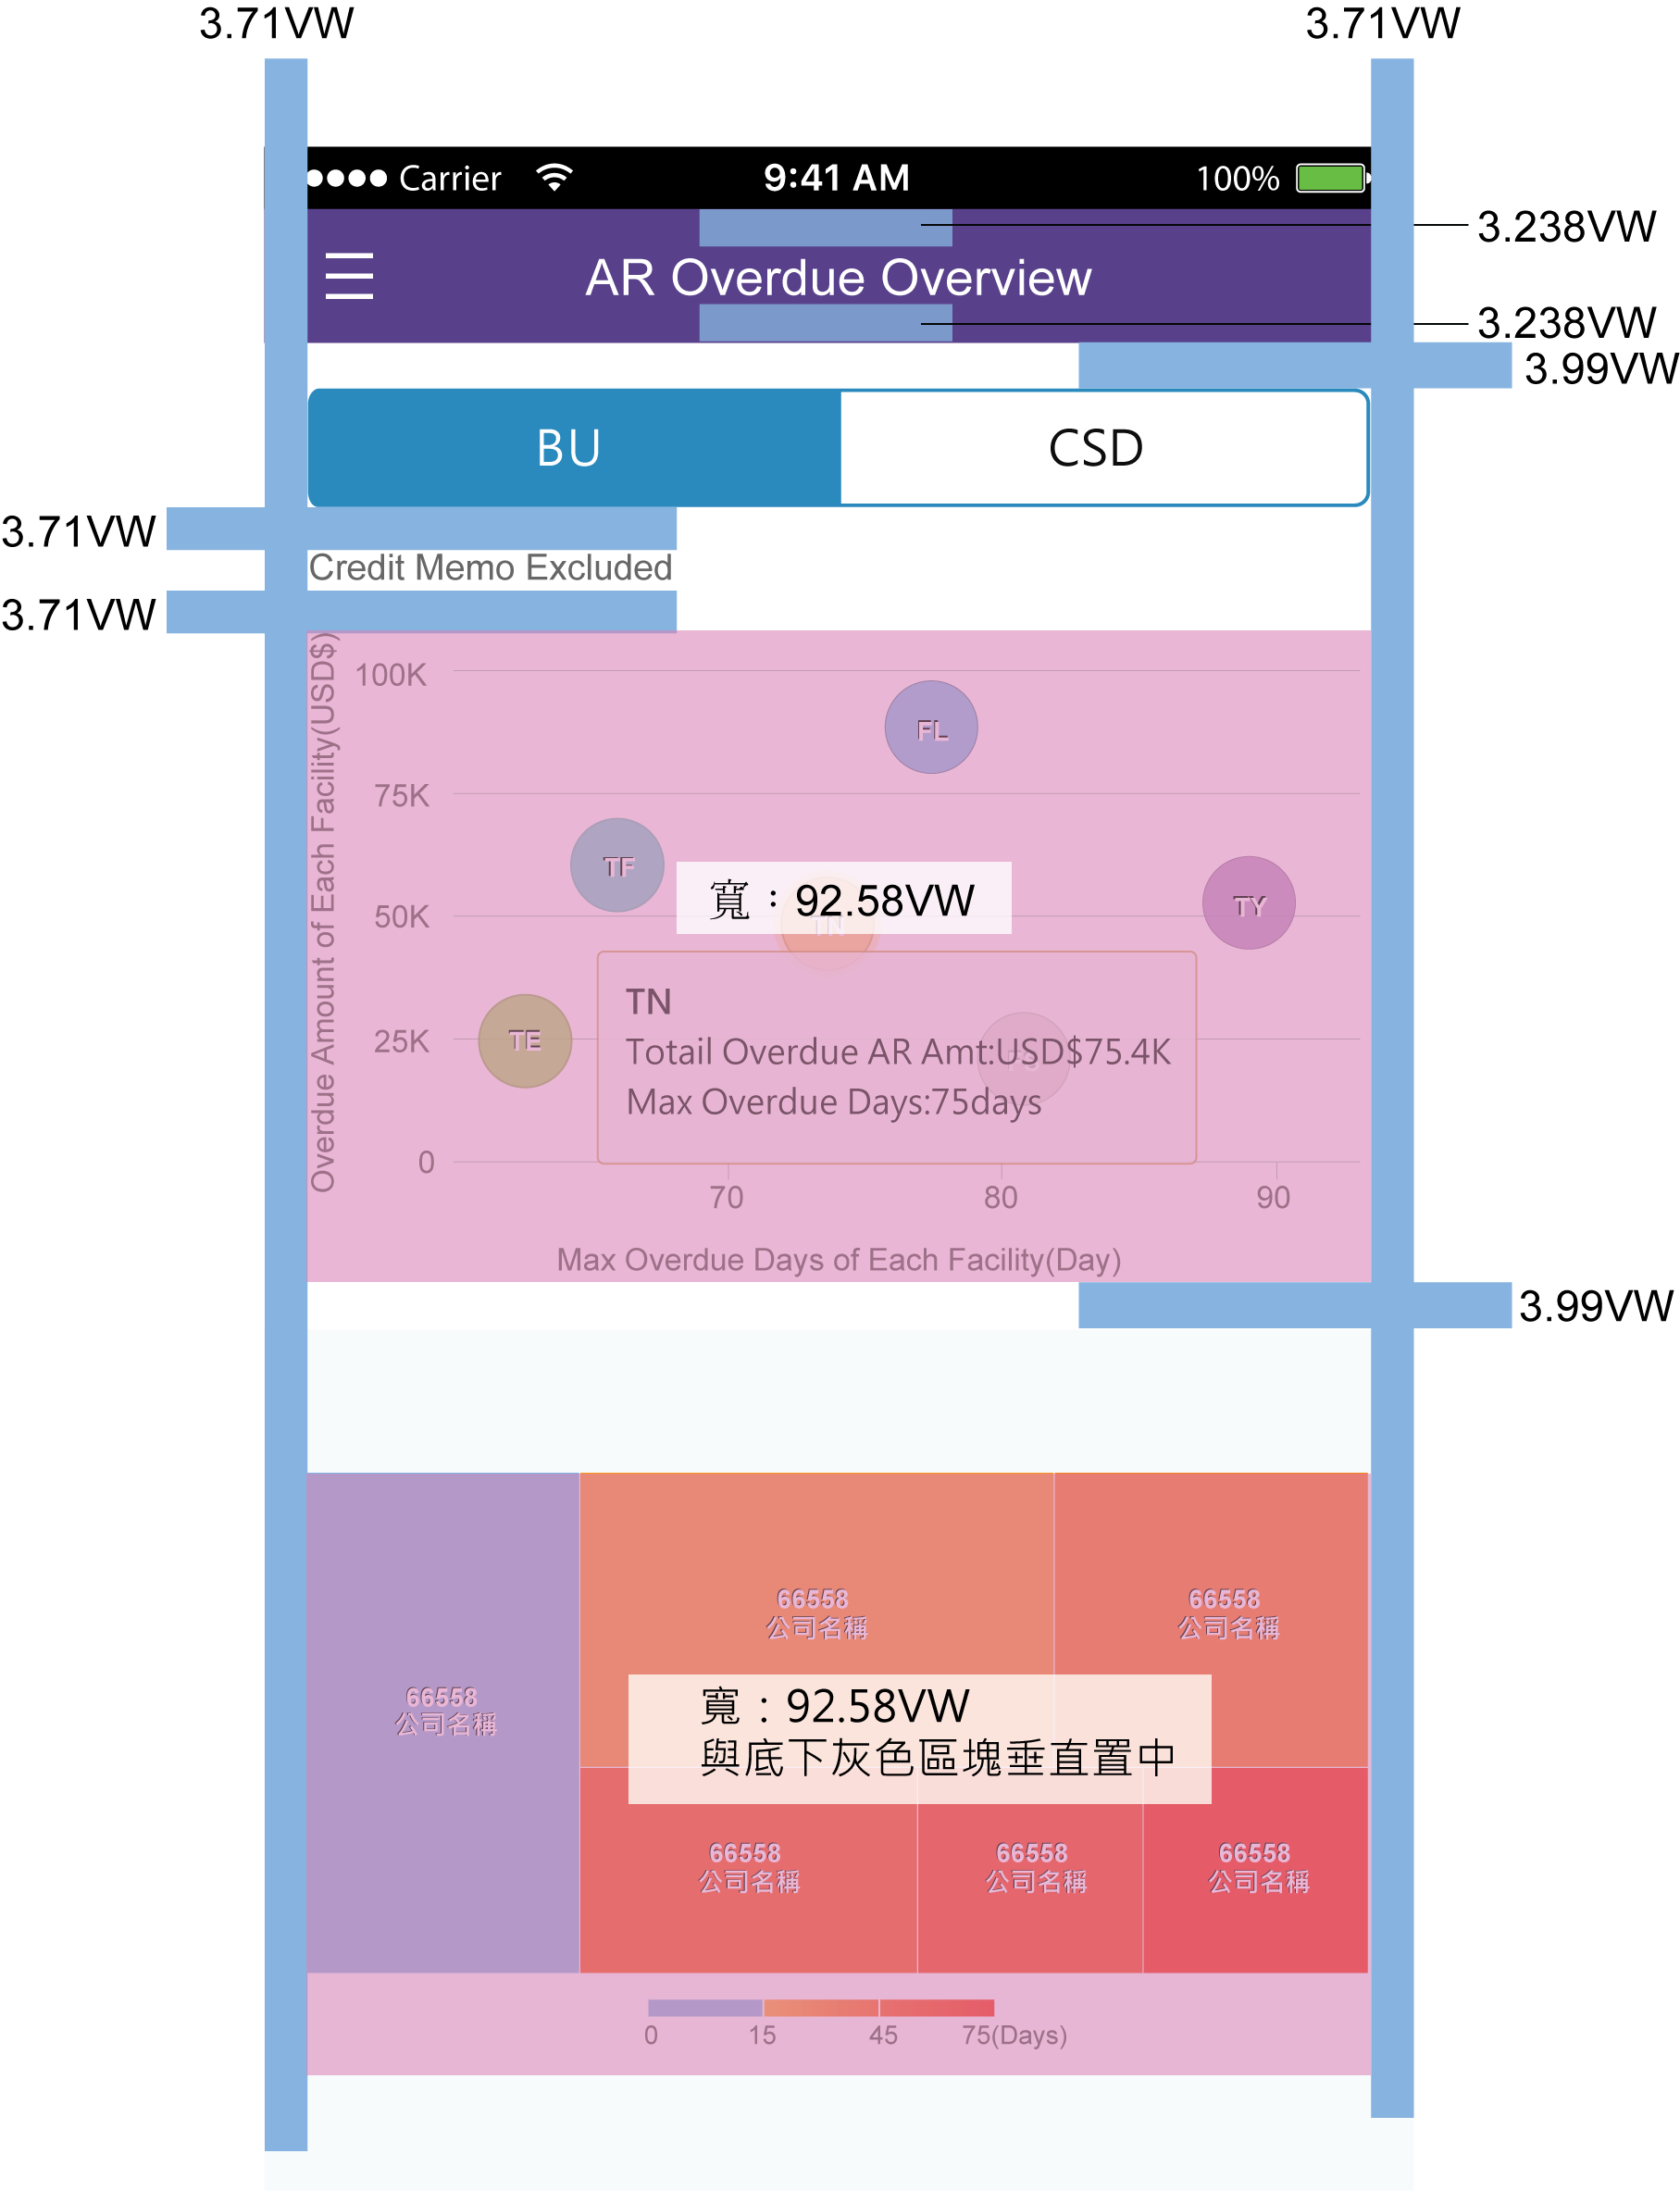 3.71VW
3.71VW
Carrier
9:41 AM
100%
3.238VW
AR Overdue Overview
3.238VW
3.99VW
BU
CSD
3.71VW
Credit Memo Excluded
3.71VW
Overdue Amount of Each Facility(USD$)
100K
FL
75K
TF
寬：92.58VW
TY
50K
TN
TN
TE
25K
Totail Overdue AR Amt:USD$75.4K
Max Overdue Days:75days
0
70
80
90
Max Overdue Days of Each Facility(Day)
3.99VW
66558
公司名稱
66558
公司名稱
66558
公司名稱
寬：92.58VW
與底下灰色區塊垂直置中
66558
公司名稱
66558
公司名稱
66558
公司名稱
0
15
45
75(Days)